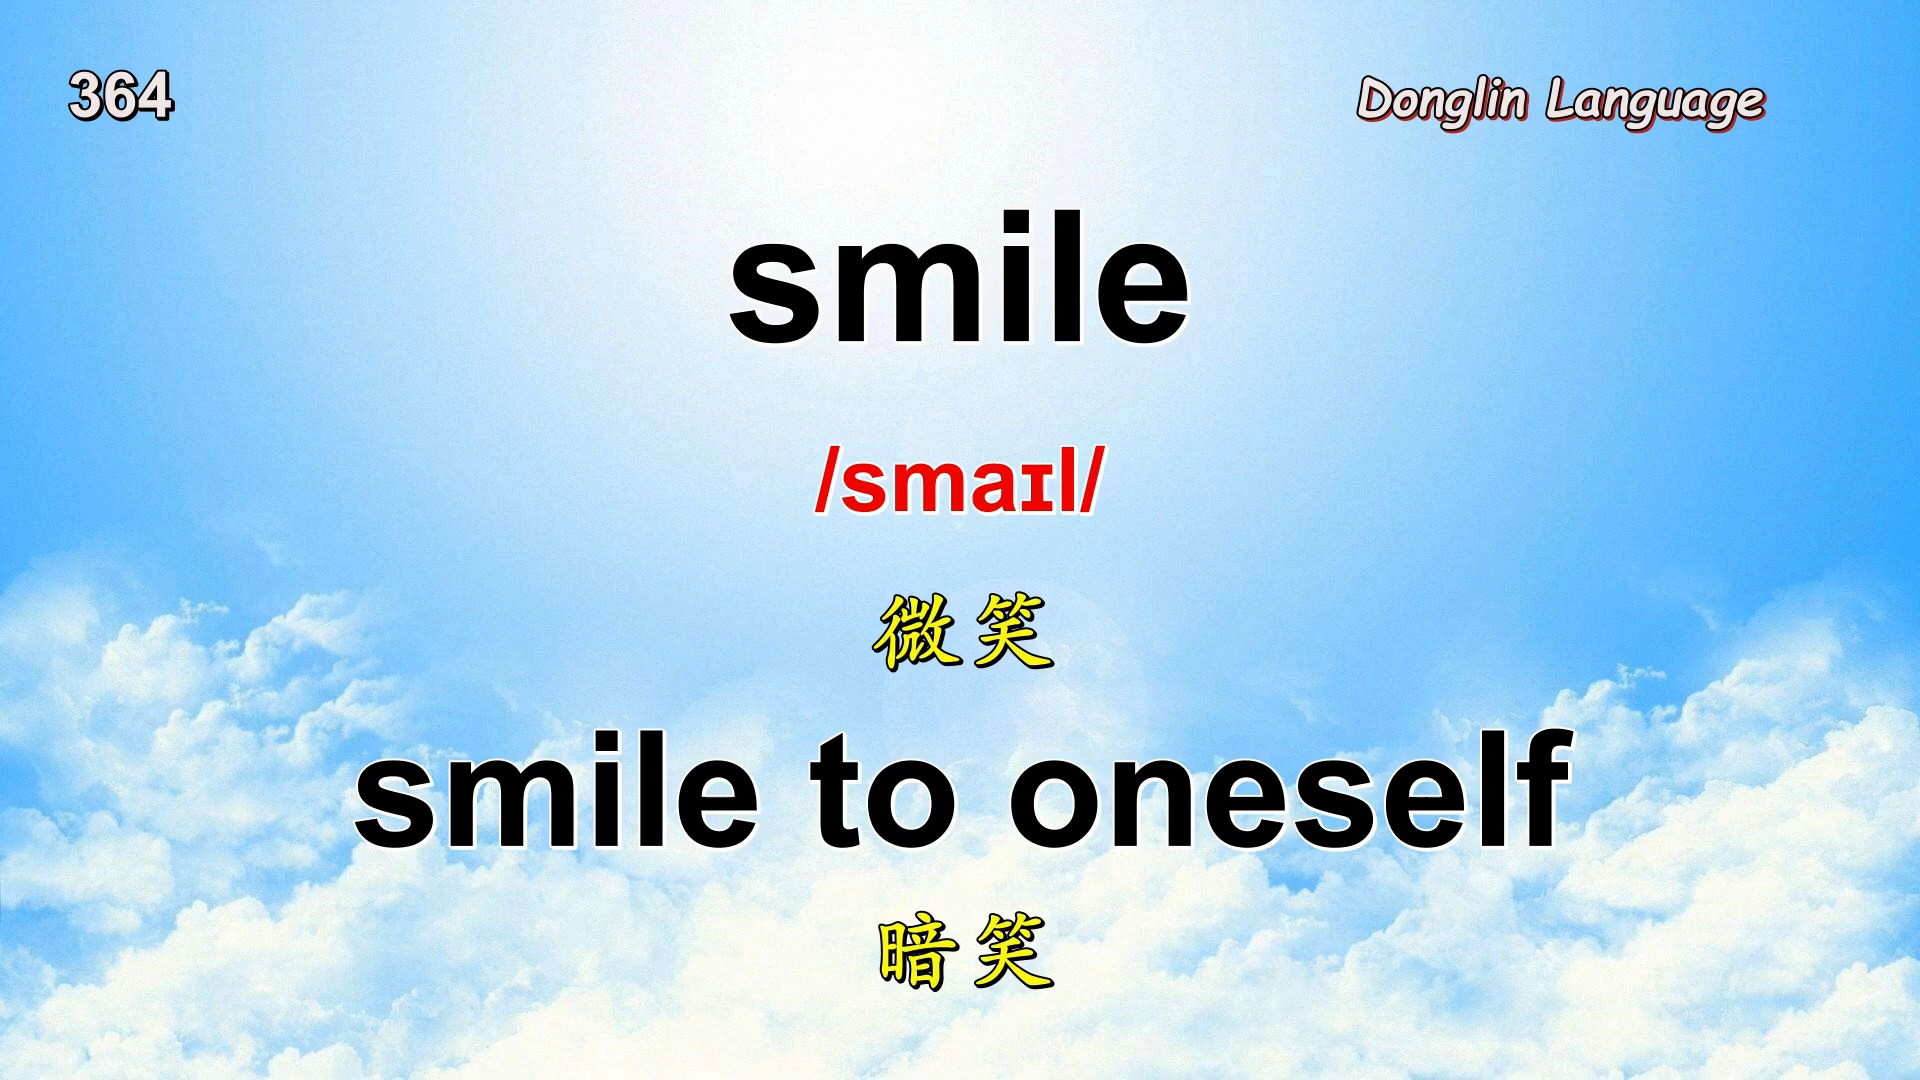 364
Donglin Language
smile
/smaɪl/
微笑
smile to oneself
暗笑